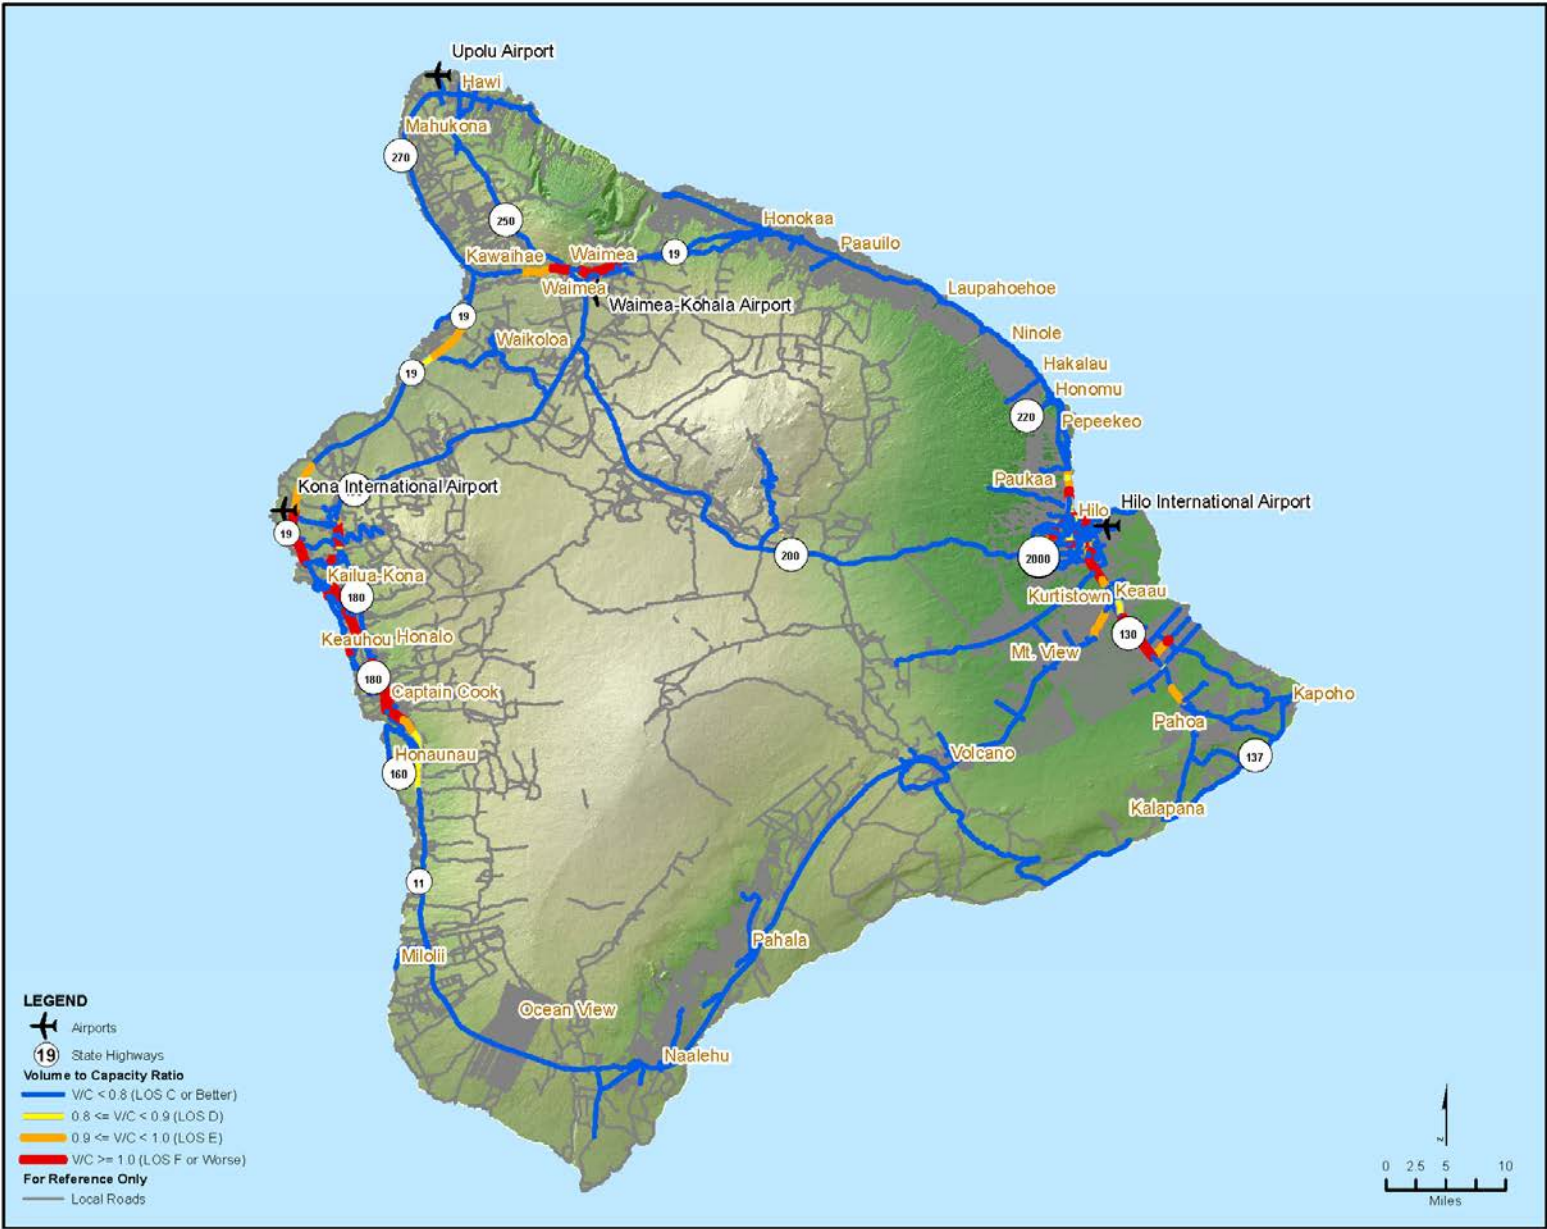 Upolu Airport
Hawi
Mahukona
270
250
Honokaa
Paauilo
Kawaihae
Waimea
19
Waimea
Laupahoehoe
Waimea-Kohala Airport
19
Ninole
Waikoloa
Hakalau
19
Honomu
220
Pepeekeo
Paukaa
Kona International Airport
Hilo International Airport
Hilo
19
200
2000
Kailua-Kona
Keaau
Kurtistown
180
130
Keauhou
Honalo
Mt. View
180
Captain Cook
Kapoho
Pahoa
Honaunau
Volcano
137
160
Kalapana
11
Pahala
Milolii
Ocean View
Naalehu
LEGEND
Airports
19 State Highways
Volume to Capacity Ratio
V/C < 0.8 (LOS C or Better)
0.8 <= V/C < 0.9 (LOS D)
0.9 <= V/C < 1.0 (LOS E)
V/C >= 1.0 (LOS F or Worse)
For Reference Only
Local Roads
N
0 2.5 5 10
Miles